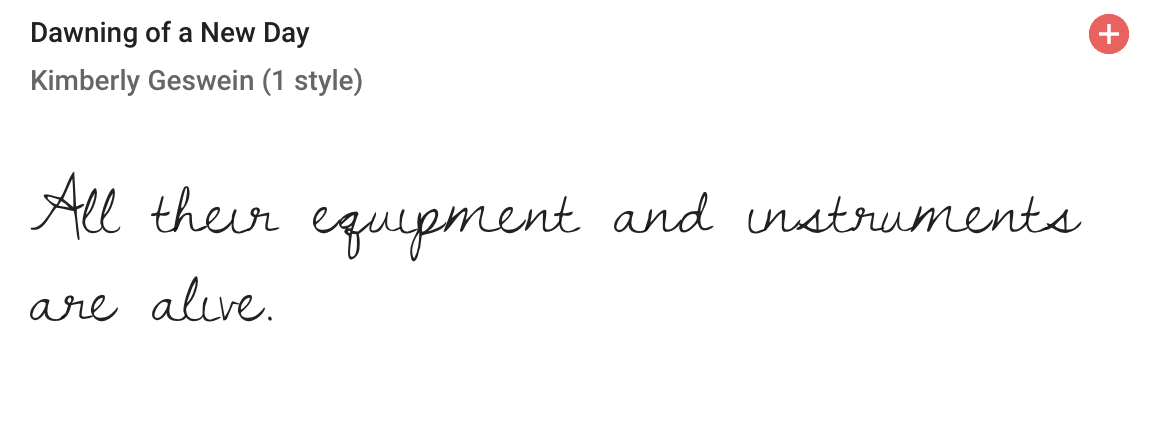 Dawning of a New Day
Kimberly Geswein (1 style)
All their equipment and instruments
are alive.